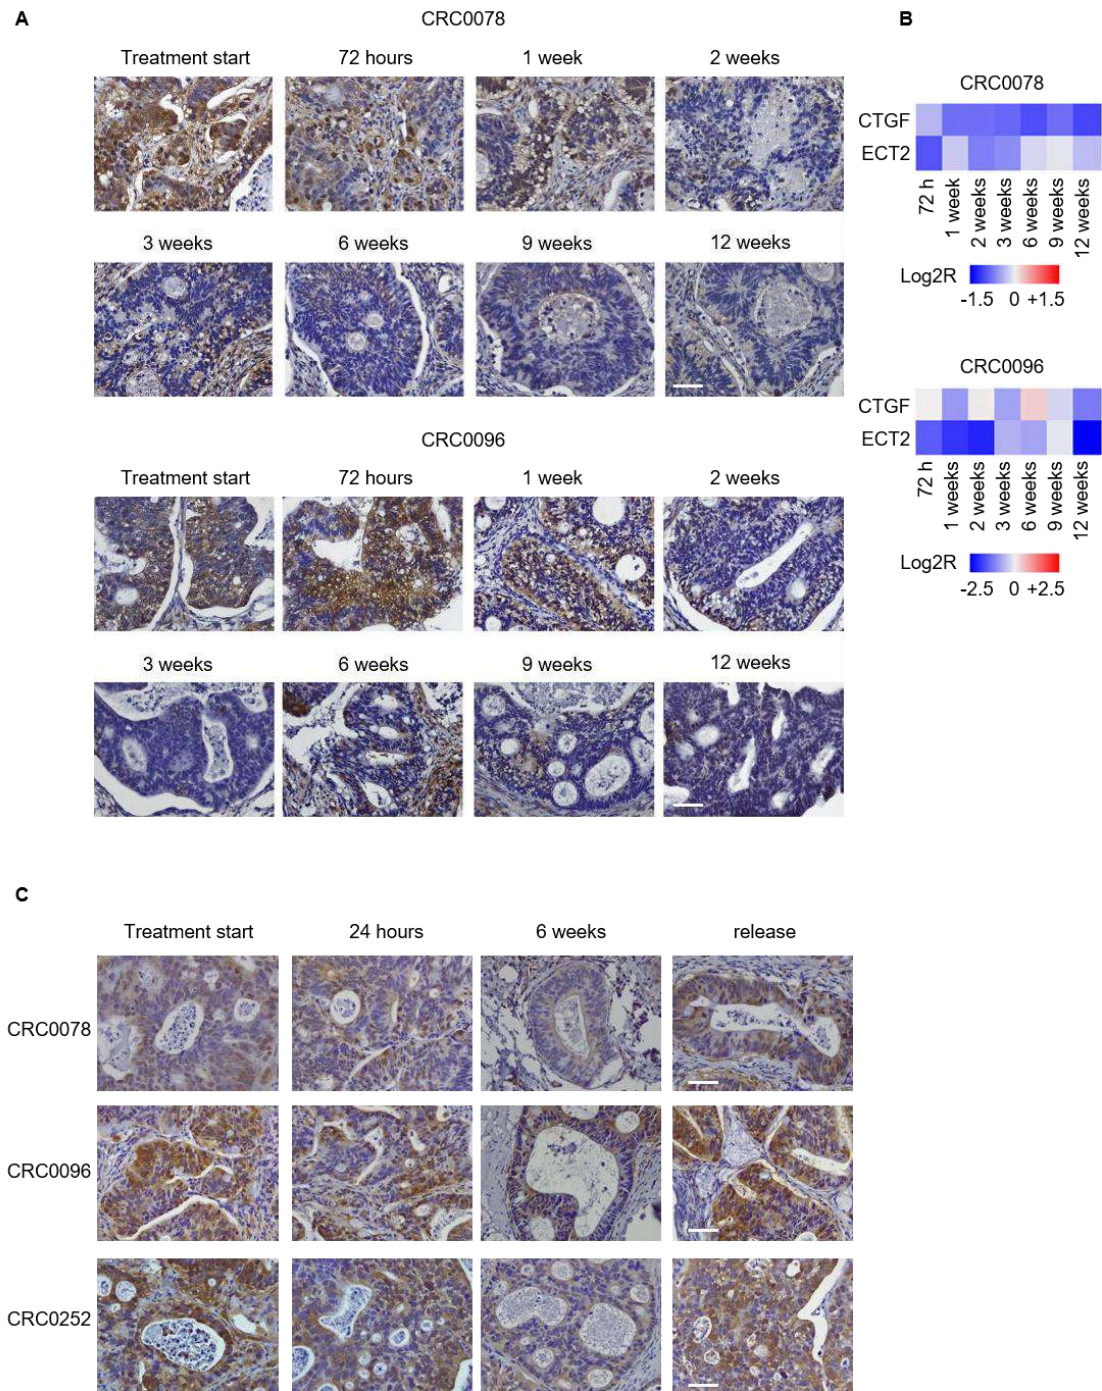 A
CRC0078
Treatment start 72 hours 1 week 2 weeks
3 weeks 6 weeks 9 weeks 12 weeks
CRC0096
Treatment start 72 hours 1 week 2 weeks
3 weeks 6 weeks 9 weeks 12 weeks
B
CRC0078
CTGF
ECT2
72 h 1 week 2 weeks 3 weeks 6 weeks 9 weeks 12 weeks
Log2R
-1.5 0 +1.5
CRC0096
CTGF
ECT2
72 h 1 weeks 2 weeks 3 weeks 6 weeks 9 weeks 12 weeks
Log2R
-2.5 0 +2.5
C
Treatment start 24 hours 6 weeks release
CRC0078
CRC0096
CRC0252